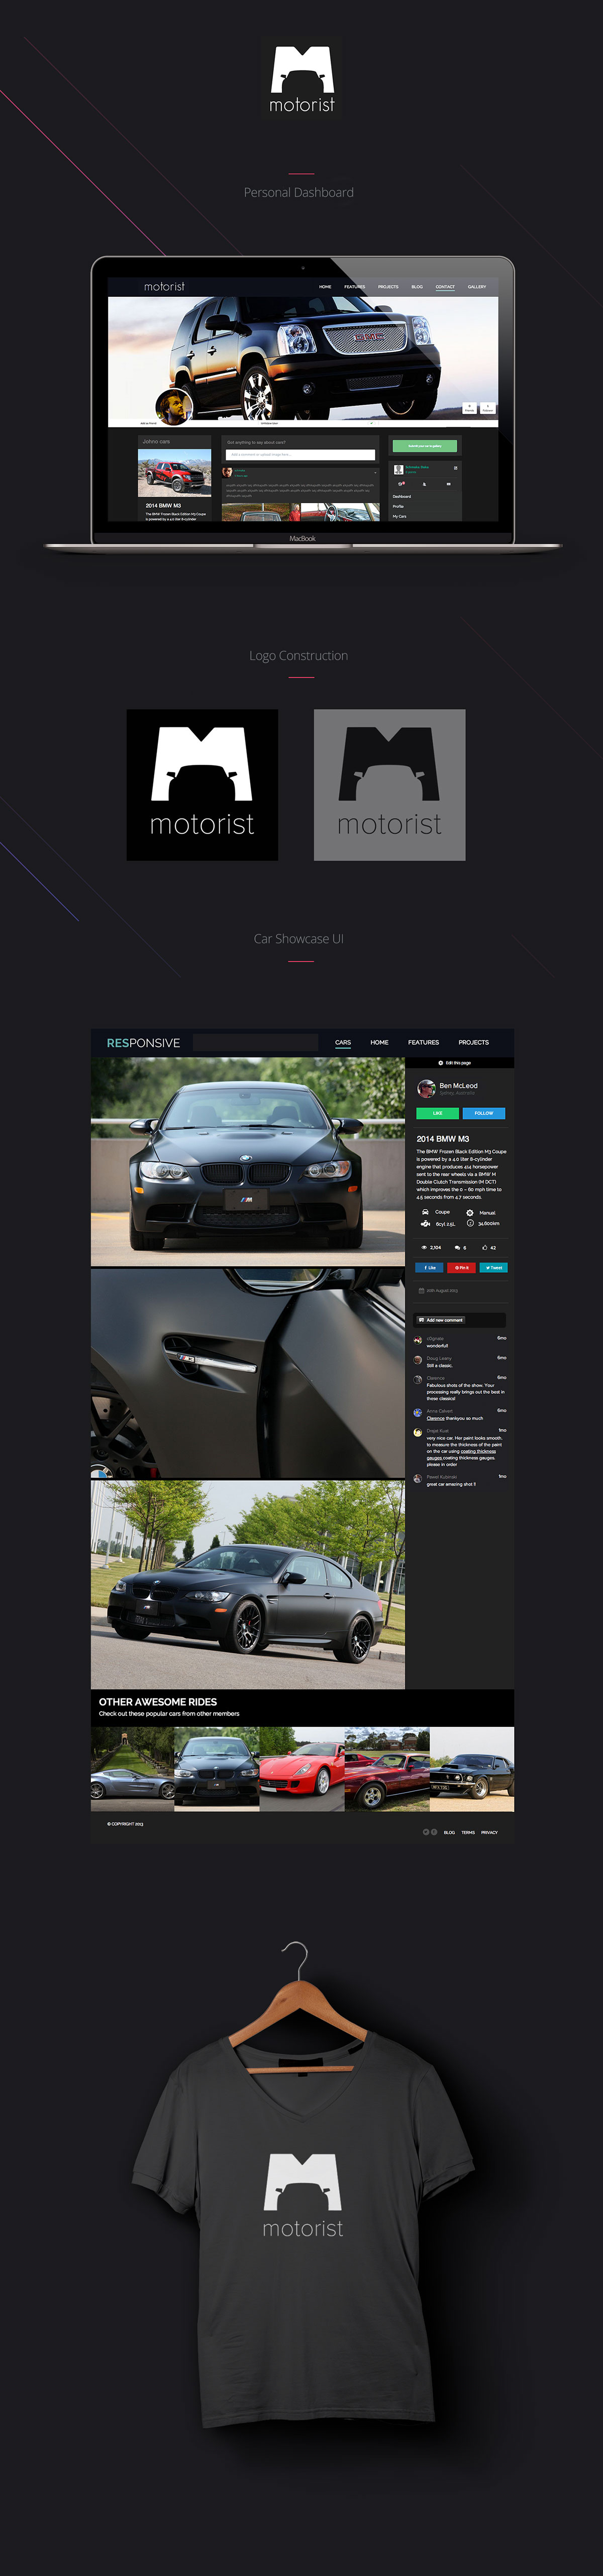 motorist
Personal Dashboard
motorist
HOME FEATURES PROJECTS BLOG CONTACT GALLERY
GMC
Add as friend
Johno cars
Got anything to say about cars?
2014 BMW M3
The BMW Frozen Black Edition M3 Coupe
is powered by a 4.0 liter 8-cylinder
Dashboard
Profile
My Cars
MacBook
Logo Construction
motorist
motorist
Car Showcase UI
RESPONSIVE
CARS HOME FEATURES PROJECTS
Edit this page
Ben McLeod
Sydney, Australia
LIKE FOLLOW
2014 BMW M3
The BMW Frozen Black Edition M3 Coupe
is powered by a 4.0 liter 8-cylinder
engine that produces 414 horsepower
sent to the rear wheels via a BMW M
Double Clutch Transmission (M DCT)
which improves the 0 – 60 mph time to
4.5 seconds from 4.7 seconds.
Coupe Manual
6cyl 2.5L 34,600km
2,104 6 42
Like Pin it Tweet
10th August 2013
Add new comment
6mo
wonderful!
Doug Leary 6mo
Still a classic.
Clarence 6mo
Fabulous shots of the show. Your
processing really brings out the best in
these classics!
Anna Calvert 6mo
Clarence thankyou so much
1mo
very nice car. Her paint looks smooth.
to measure the thickness of the paint
on the car using coating thickness
gauges coating thickness gauges.
please in order
Pawel Kubinski 1mo
great car amazing shot !!
OTHER AWESOME RIDES
Check out these popular cars from other members
© COPYRIGHT 2013
BLOG TERMS PRIVACY
motorist